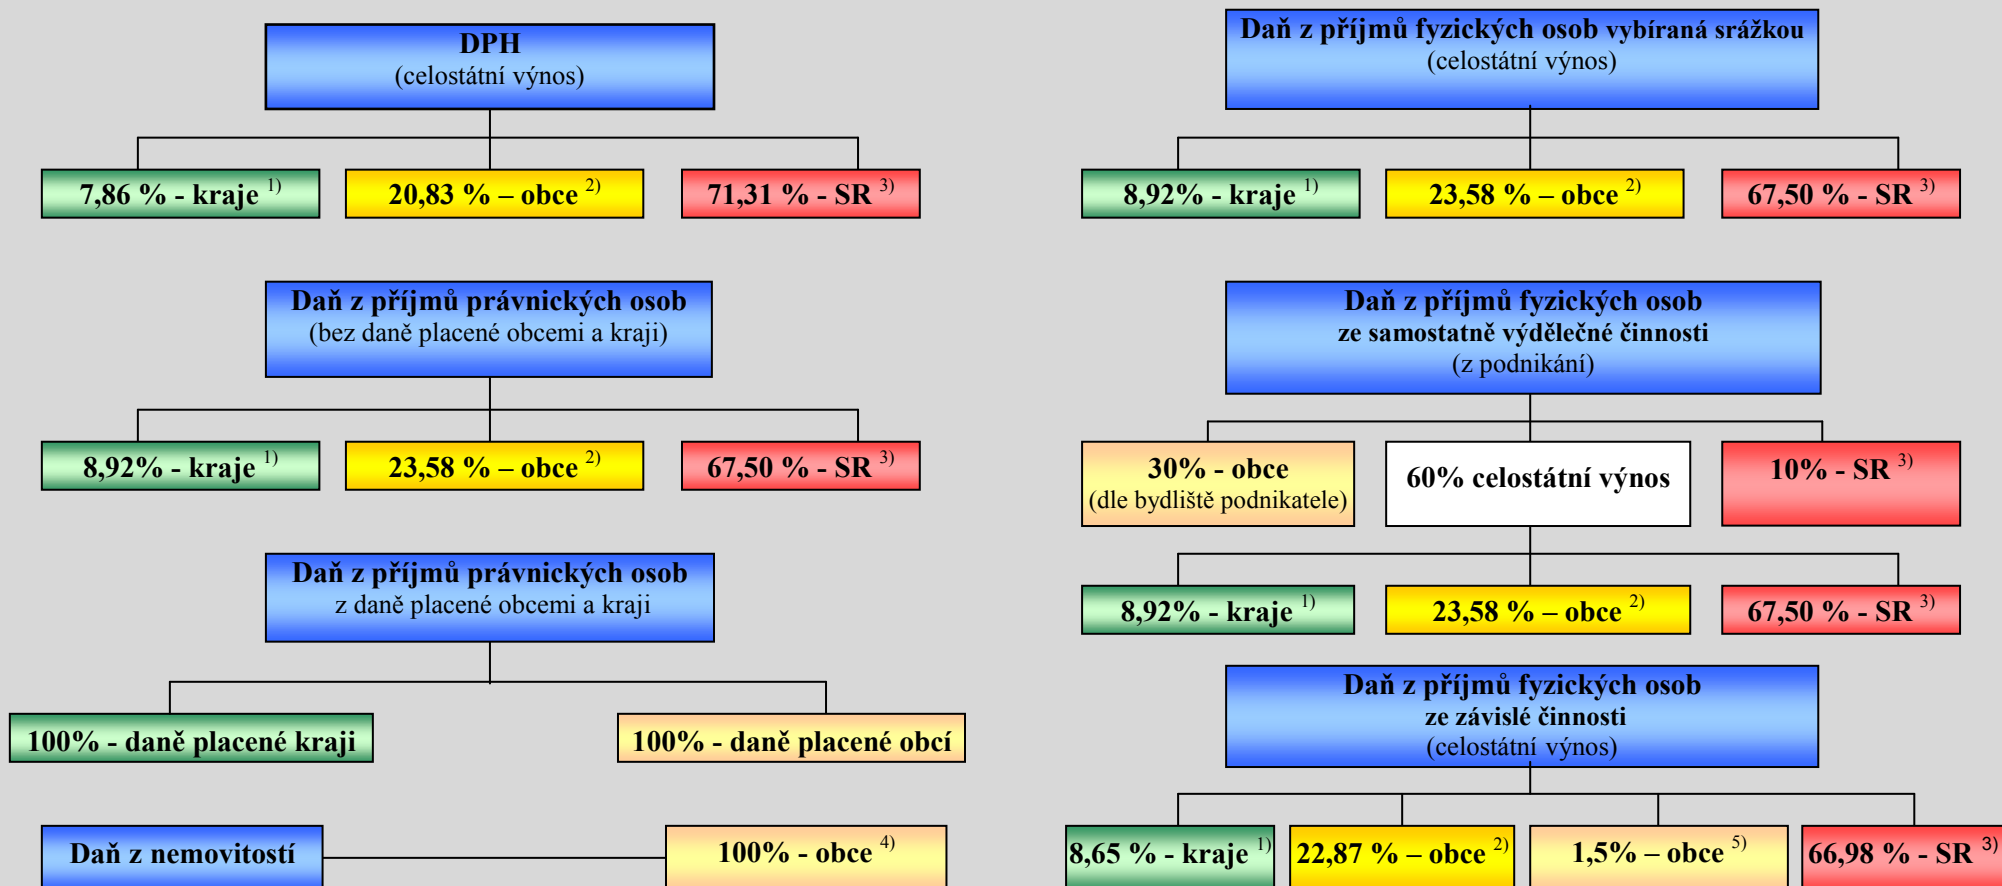 DPH
(celostátní výnos)
7,86 % - kraje 1)
20,83 % – obce 2)
71,31 % - SR 3)
Daň z příjmů právnických osob
(bez daně placené obcemi a kraji)
8,92% - kraje 1)
23,58 % – obce 2)
67,50 % - SR 3)
Daň z příjmů právnických osob
z daně placené obcemi a kraji
100% - daně placené kraji
100% - daně placené obcí
Daň z nemovitostí
100% - obce 4)
Daň z příjmů fyzických osob vybíraná srážkou
(celostátní výnos)
8,92% - kraje 1)
23,58 % – obce 2)
67,50 % - SR 3)
Daň z příjmů fyzických osob
ze samostatně výdělečné činnosti
(z podnikání)
30% - obce
(dle bydliště podnikatele)
60% celostátní výnos
10% - SR 3)
8,92% - kraje 1)
23,58 % – obce 2)
67,50 % - SR 3)
Daň z příjmů fyzických osob
ze závislé činnosti
(celostátní výnos)
8,65 % - kraje 1)
22,87 % – obce 2)
1,5% – obce 5)
66,98 % - SR 3)